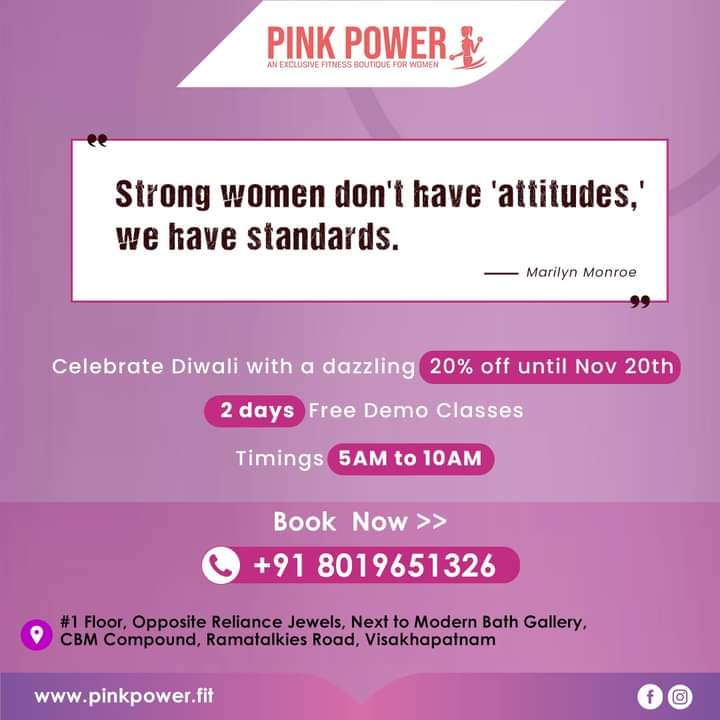 PINK POWER
AN EXCLUSIVE FITNESS BOUTIQUE FOR WOMEN
"
Strong women don't have 'attitudes,'
we have standards.
Marilyn Monroe
"
Celebrate Diwali with a dazzling 20% off until Nov 20th
2 days Free Demo Classes
Timings 5AM to 10AM
Book Now >>
+91 8019651326
#1 Floor, Opposite Reliance Jewels, Next to Modern Bath Gallery,
CBM Compound, Ramatalkies Road, Visakhapatnam
www.pinkpower.fit